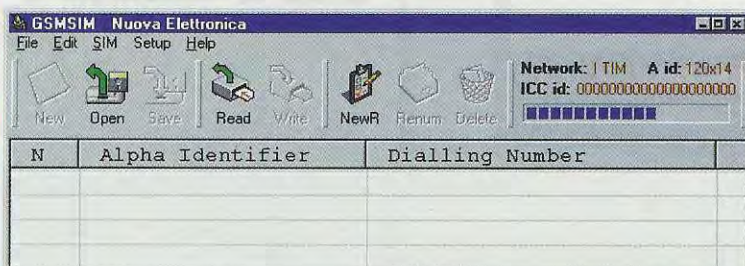 GSMSIM Nuova Elettronica
File Edit SIM Setup Help
New Open Save Read Write NewR Renum Delete
Network: I TIM A id: 120x14
ICC id: 00000000000000000000
N Alpha Identifier Dialling Number